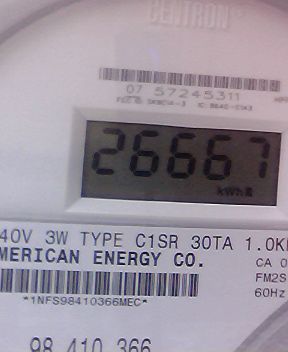 CENTRON
07 57245311
26667
kWh
40V 3W TYPE C1SR 30TA 1.0K
MERICAN ENERGY CO.
CA 0
FM2S
*1NFS98410366MEC*
60Hz
98 410 366